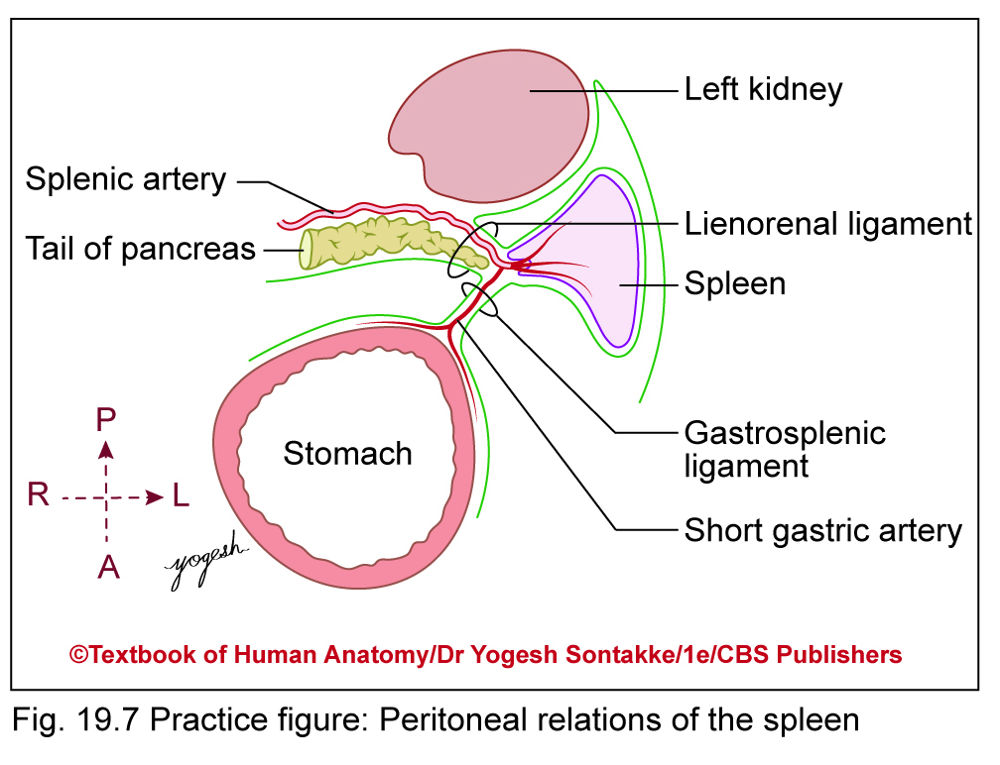 Left kidney
Splenic artery
Lienorenal ligament
Tail of pancreas
Spleen
Stomach
Gastrosplenic
ligament
Short gastric artery
P
R
L
A
yogesh
©Textbook of Human Anatomy/Dr Yogesh Sontakke/1e/CBS Publishers
Fig. 19.7 Practice figure: Peritoneal relations of the spleen